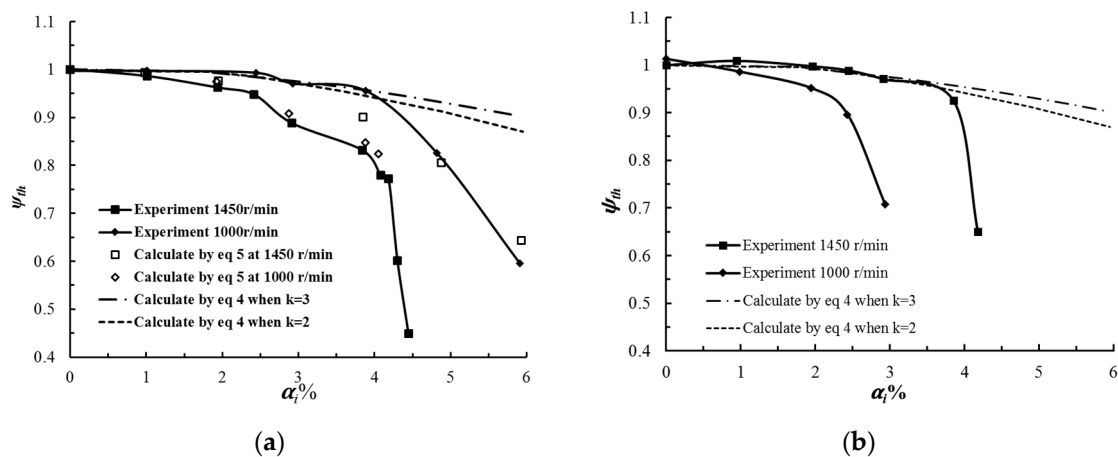 1.1
1
0.9
0.8
0.7
0.6
0.5
0.4
ψth
Experiment 1450r/min
Experiment 1000r/min
Calculate by eq 5 at 1450 r/min
Calculate by eq 5 at 1000 r/min
Calculate by eq 4 when k=3
Calculate by eq 4 when k=2
0 1 2 3 4 5 6
αi%
(a)
1.1
1
0.9
0.8
0.7
0.6
0.5
0.4
ψth
Experiment 1450 r/min
Experiment 1000 r/min
Calculate by eq 4 when k=3
Calculate by eq 4 when k=2
0 1 2 3 4 5 6
αi%
(b)